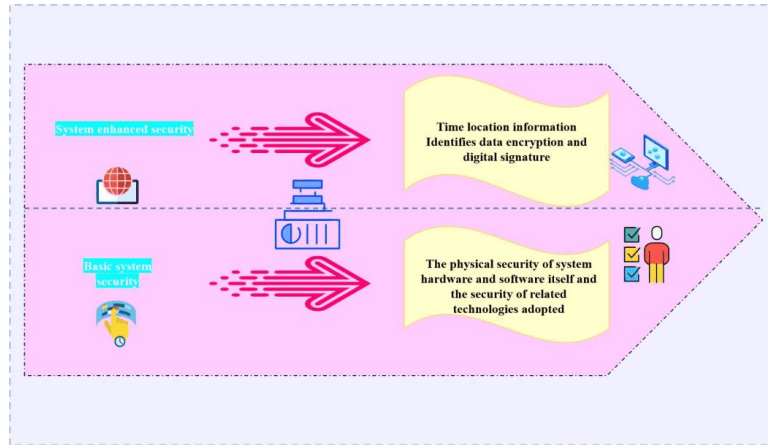 System enhanced security
Time location information
Identifies data encryption and
digital signature
Basic system
security
The physical security of system
hardware and software itself and
the security of related
technologies adopted